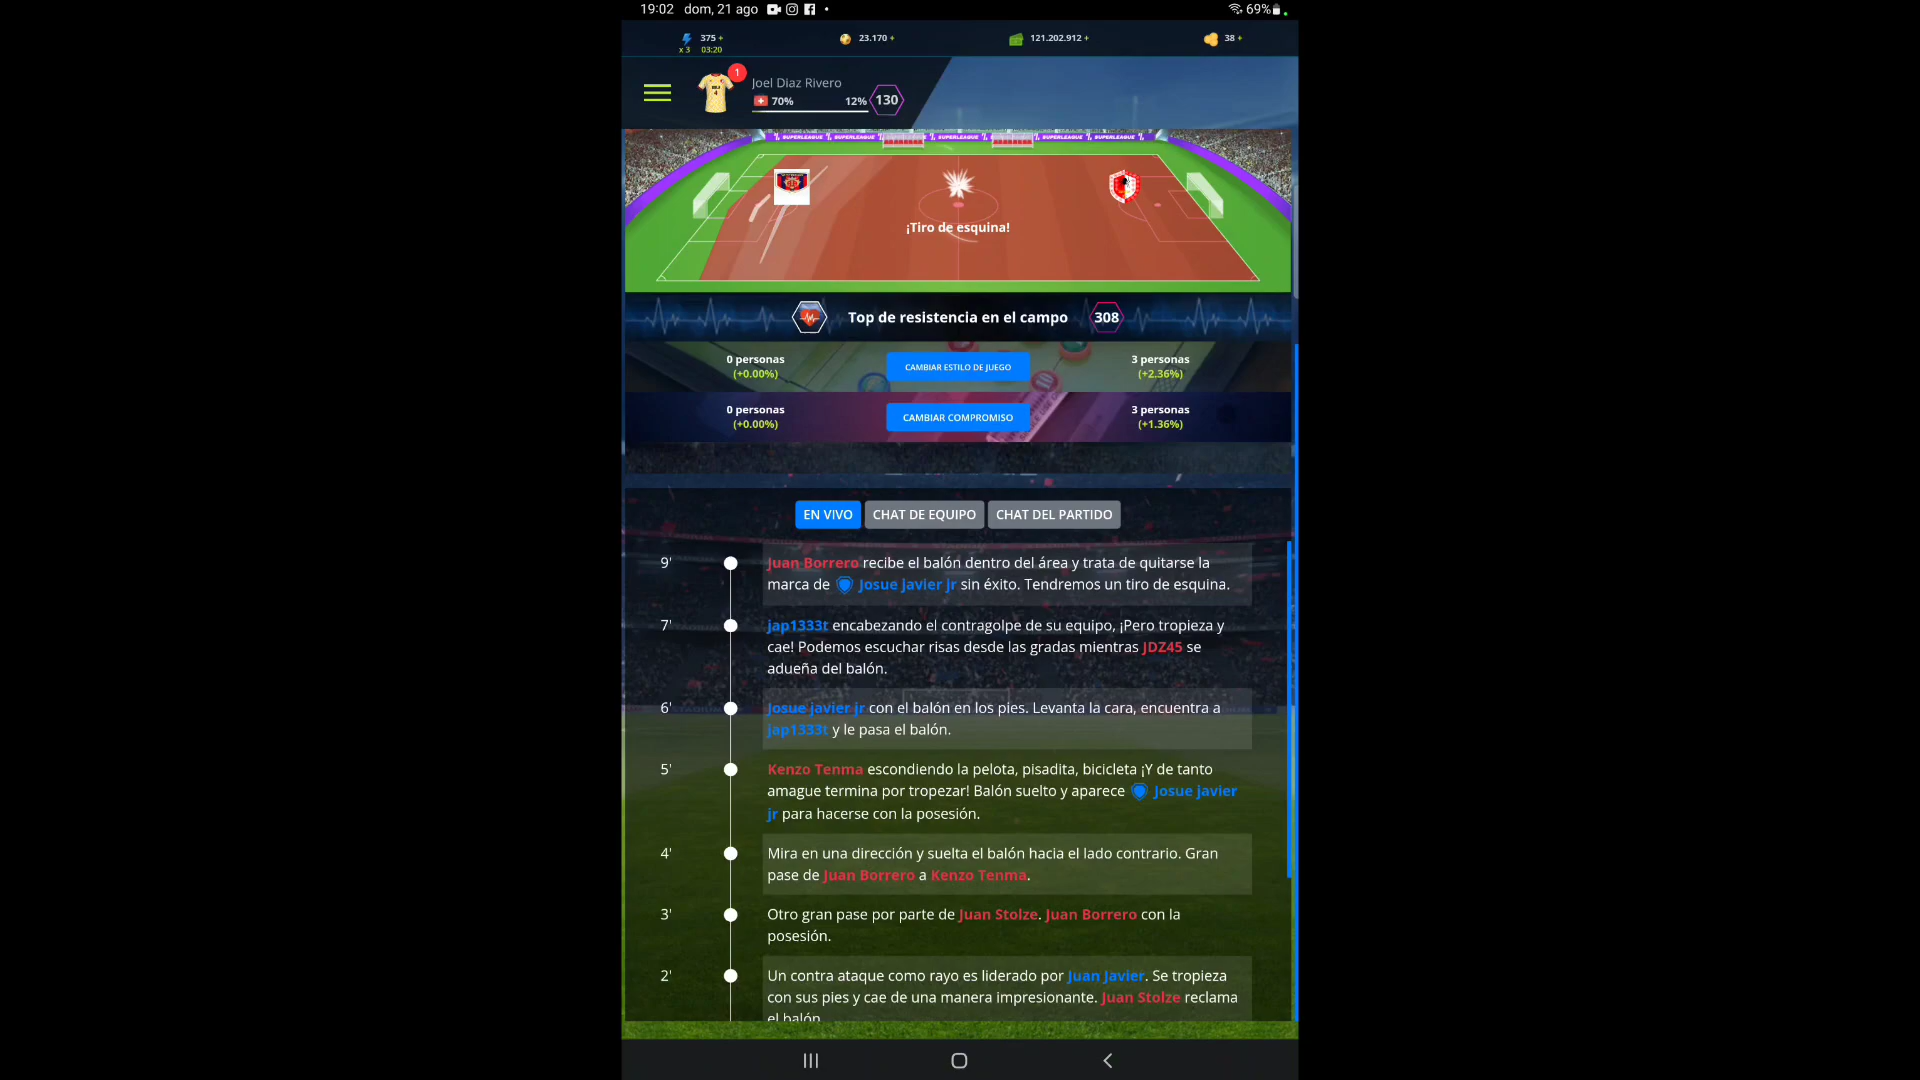 19:02 dom, 21 ago
69%
375 +
x 3 03:20
23.170 +
121.202.912 +
38 +
1
Joel Diaz Rivero
70% 12% 130
SUPERLEAGUE SUPERLEAGUE SUPERLEAGUE SUPERLEAGUE SUPERLEAGUE
¡Tiro de esquina!
Top de resistencia en el campo 308
0 personas
(+0.00%)
CAMBIAR ESTILO DE JUEGO
3 personas
(+2.36%)
0 personas
(+0.00%)
CAMBIAR COMPROMISO
3 personas
(+1.36%)
EN VIVO CHAT DE EQUIPO CHAT DEL PARTIDO
9' Juan Borrero recibe el balón dentro del área y trata de quitarse la
marca de Josue javier jr sin éxito. Tendremos un tiro de esquina.
7' jap1333t encabezando el contragolpe de su equipo, ¡Pero tropieza y
cae! Podemos escuchar risas desde las gradas mientras JDZ45 se
adueña del balón.
6' Josue javier jr con el balón en los pies. Levanta la cara, encuentra a
jap1333t y le pasa el balón.
5' Kenzo Tenma escondiendo la pelota, pisadita, bicicleta ¡Y de tanto
amague termina por tropezar! Balón suelto y aparece Josue javier
jr para hacerse con la posesión.
4' Mira en una dirección y suelta el balón hacia el lado contrario. Gran
pase de Juan Borrero a Kenzo Tenma.
3' Otro gran pase por parte de Juan Stolze. Juan Borrero con la
posesión.
2' Un contra ataque como rayo es liderado por Juan Javier. Se tropieza
con sus pies y cae de una manera impresionante. Juan Stolze reclama
el balón